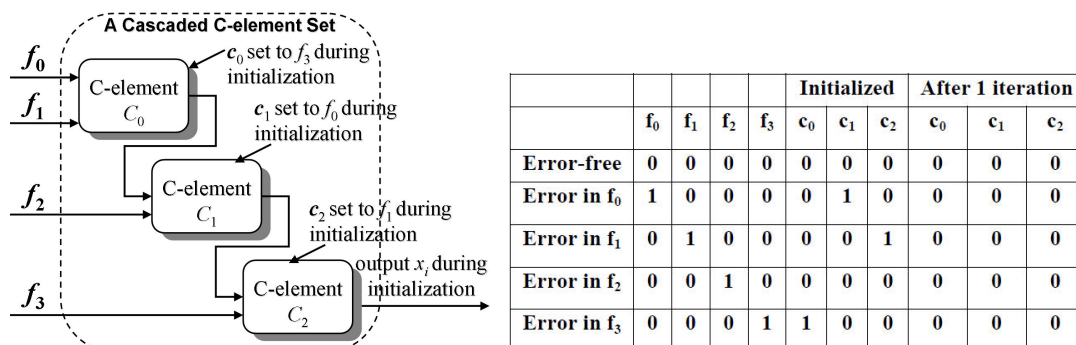 A Cascaded C-element Set
f0
f1
C-element
C0
c0 set to f3 during
initialization
c1 set to f0 during
initialization
f2
C-element
C1
c2 set to f1 during
initialization
output xi during
initialization
f3
C-element
C2
Initialized After 1 iteration
f0 f1 f2 f3 c0 c1 c2 c0 c1 c2
Error-free 0 0 0 0 0 0 0 0 0 0
Error in f0 1 0 0 0 0 1 0 0 0 0
Error in f1 0 1 0 0 0 0 1 0 0 0
Error in f2 0 0 1 0 0 0 0 0 0 0
Error in f3 0 0 0 1 1 0 0 0 0 0